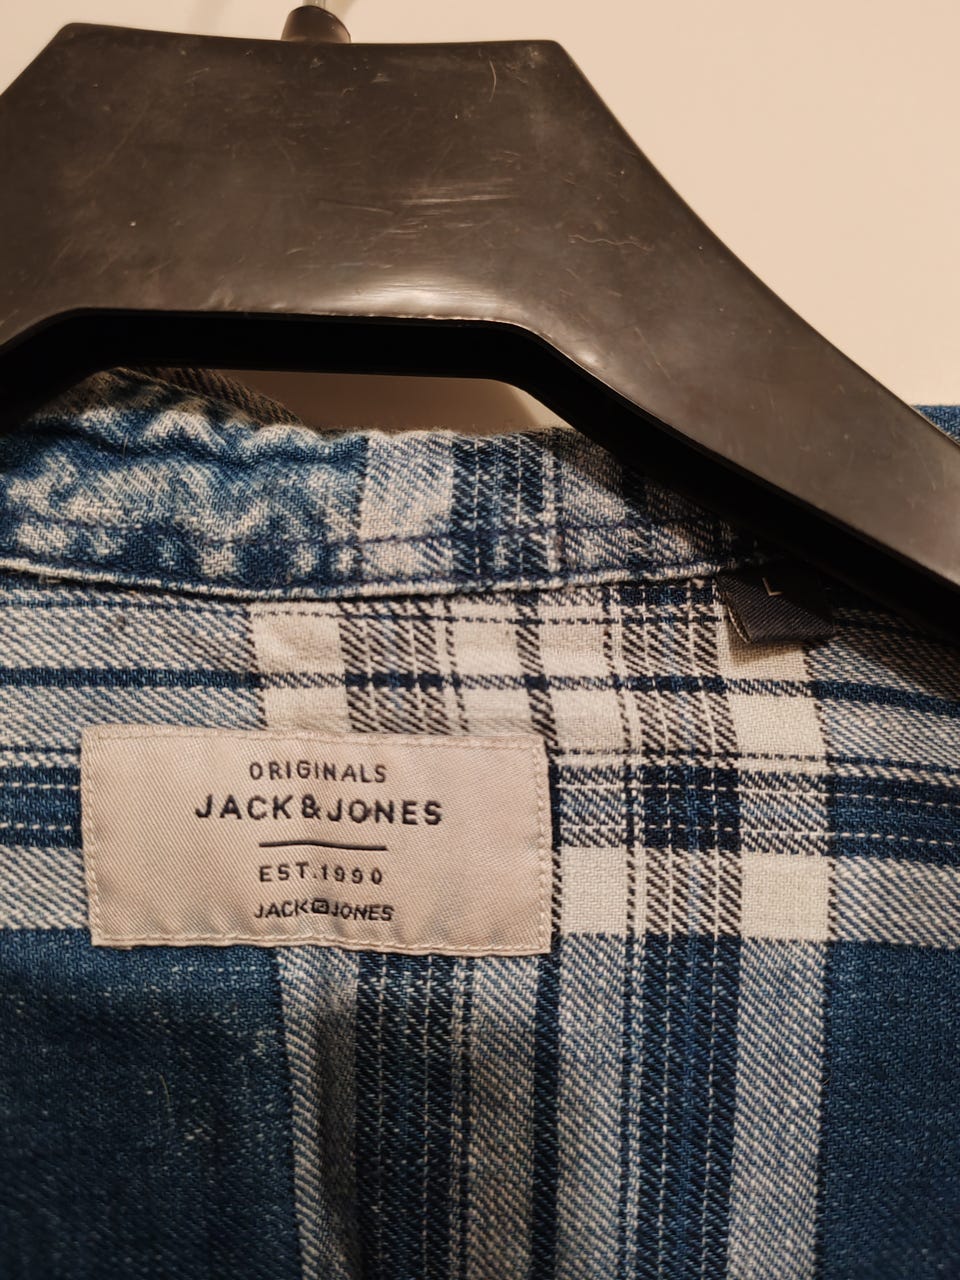 L
ORIGINALS
JACK&JONES
EST.1990
JACK JONES